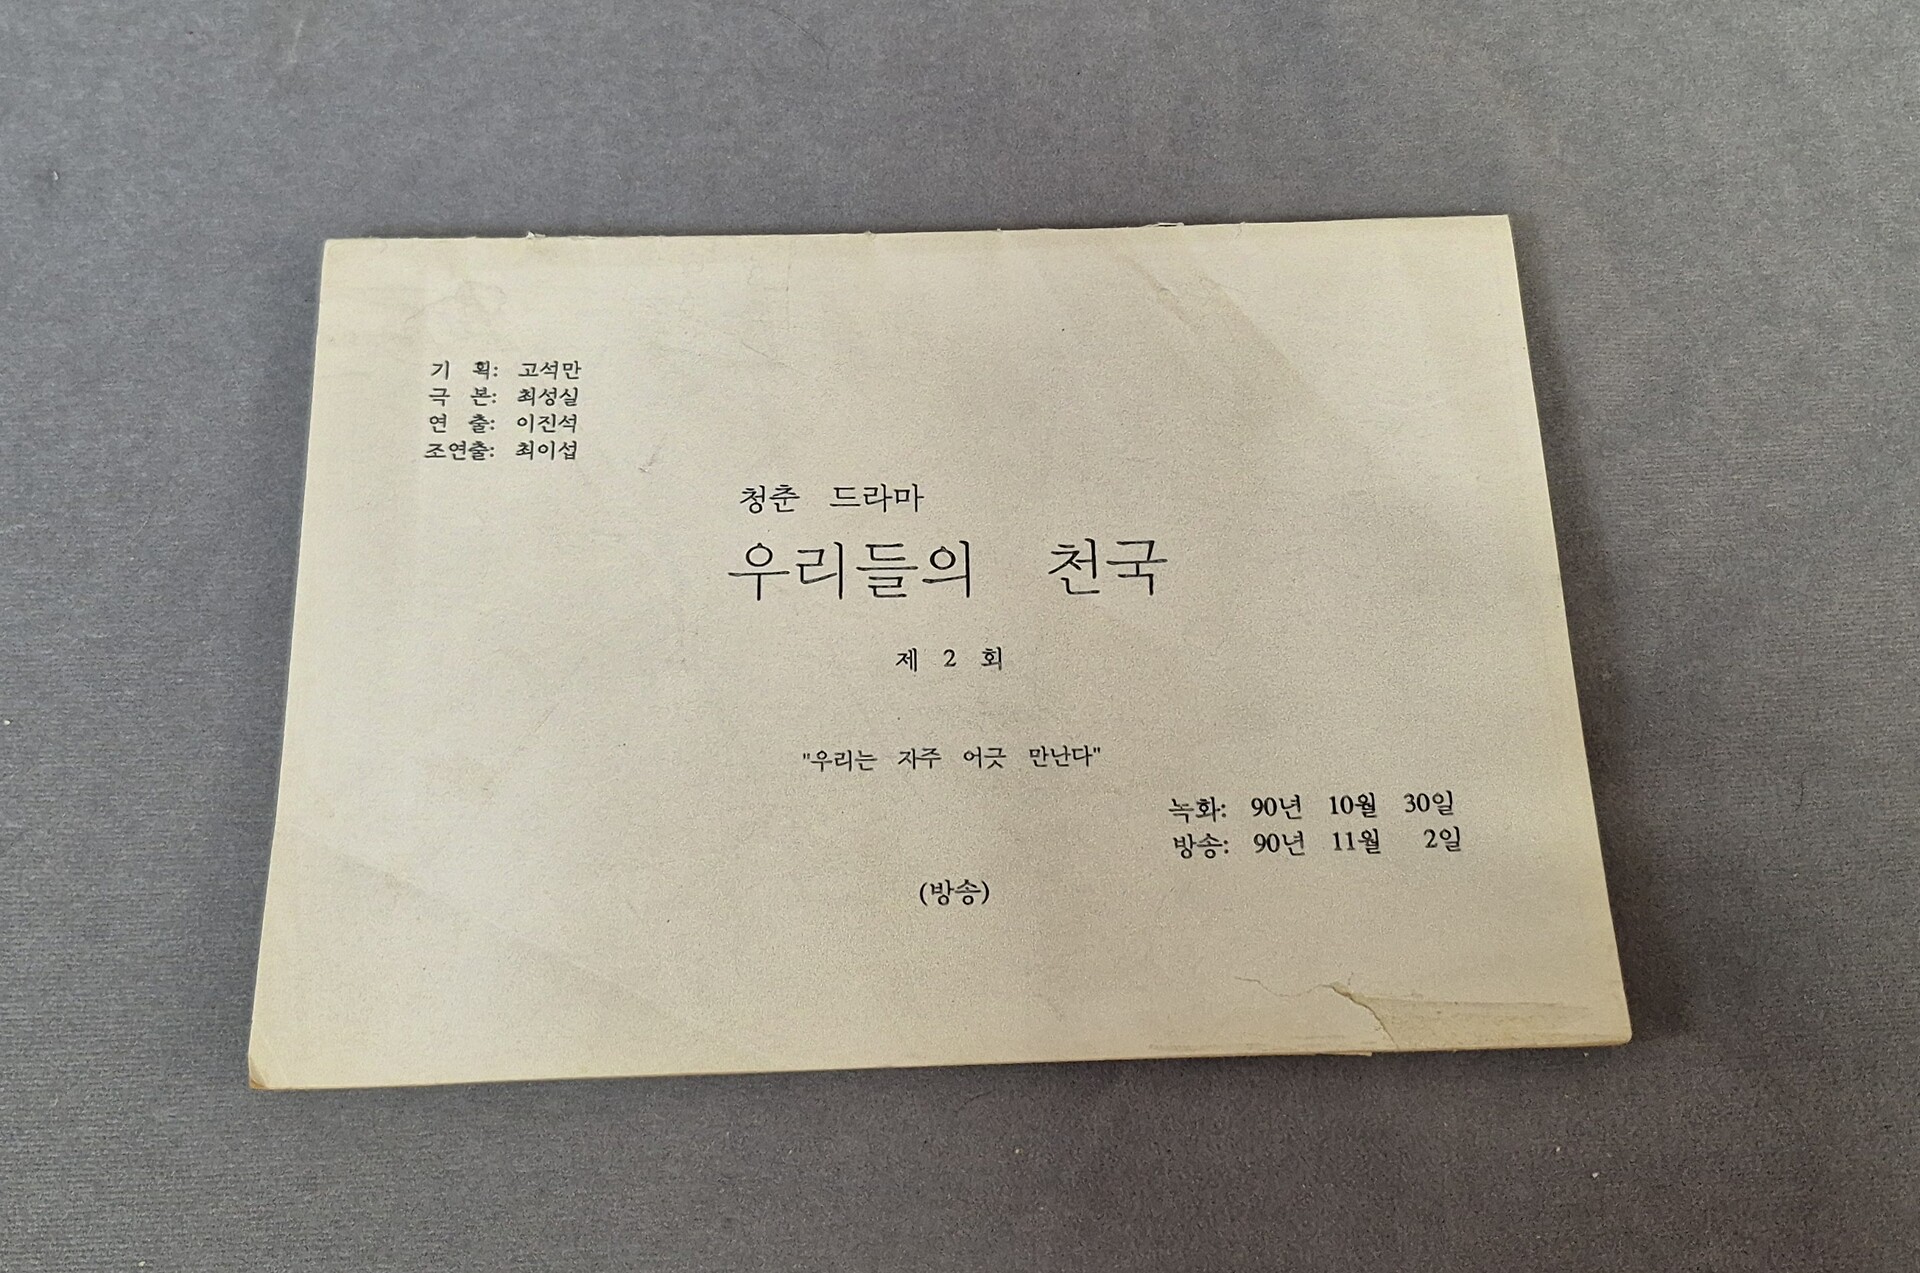 기 획: 고석만
극 본: 최성실
연 출: 이진석
조연출: 최이섭
청춘 드라마
우리들의 천국
제 2 회
"우리는 자주 어긋 만난다"
녹화: 90년 10월 30일
방송: 90년 11월 2일
(방송)